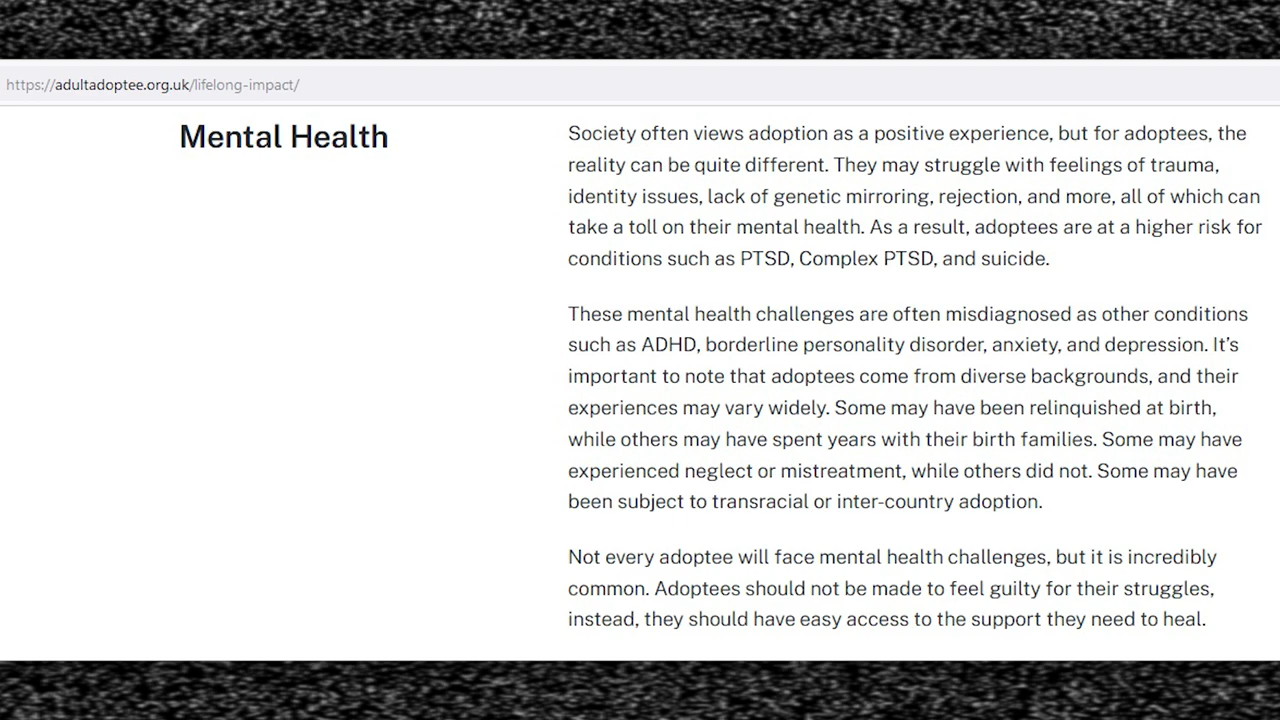 https://adultadoptee.org.uk/lifelong-impact/
Mental Health
Society often views adoption as a positive experience, but for adoptees, the
reality can be quite different. They may struggle with feelings of trauma,
identity issues, lack of genetic mirroring, rejection, and more, all of which can
take a toll on their mental health. As a result, adoptees are at a higher risk for
conditions such as PTSD, Complex PTSD, and suicide.
These mental health challenges are often misdiagnosed as other conditions
such as ADHD, borderline personality disorder, anxiety, and depression. It’s
important to note that adoptees come from diverse backgrounds, and their
experiences may vary widely. Some may have been relinquished at birth,
while others may have spent years with their birth families. Some may have
experienced neglect or mistreatment, while others did not. Some may have
been subject to transracial or inter-country adoption.
Not every adoptee will face mental health challenges, but it is incredibly
common. Adoptees should not be made to feel guilty for their struggles,
instead, they should have easy access to the support they need to heal.